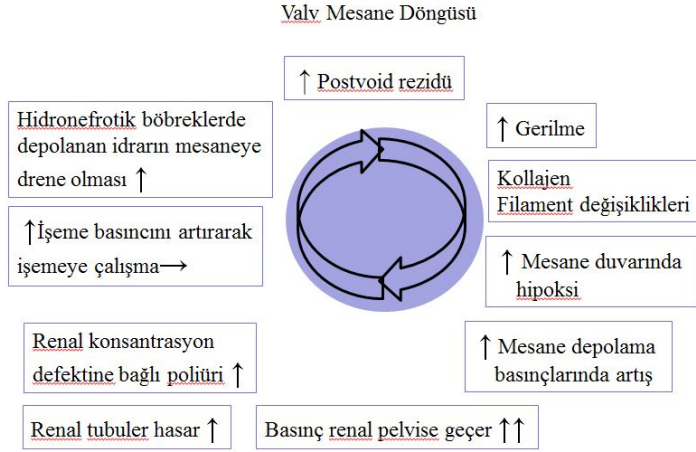 Valv Mesane Döngüsü
↑ Postvoid rezidü
↑ Gerilme
Kollajen
Filament değişiklikleri
↑ Mesane duvarında
hipoksi
↑ Mesane depolama
basınçlarında artış
Basınç renal pelvise geçer ↑↑
Renal tubuler hasar ↑
Renal konsantrasyon
defektine bağlı poliüri ↑
↑İşeme basıncını artırarak
işemeye çalışma→
Hidronefrotik böbreklerde
depolanan idrarın mesaneye
drene olması ↑